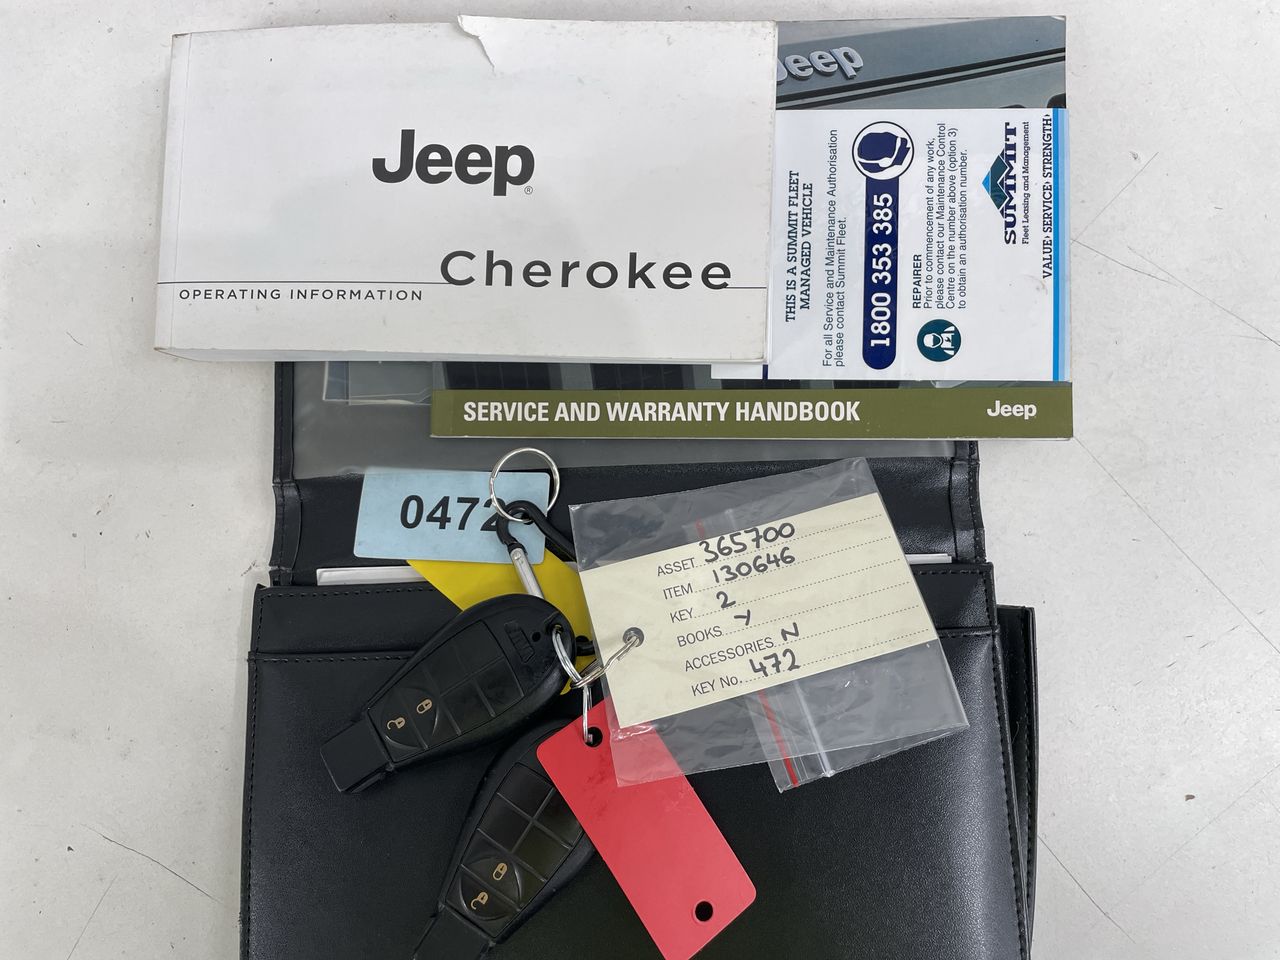 Jeep®
Cherokee
OPERATING INFORMATION
Jeep
THIS IS A SUMMIT FLEET
MANAGED VEHICLE
For all Service and Maintenance Authorisation
please contact Summit Fleet.
1800 353 385
REPAIRER
Prior to commencement of any work,
please contact our Maintenance Control
Centre on the number above (option 3)
to obtain an authorisation number.
SUMMIT
Fleet Leasing and Management
VALUE› SERVICE› STRENGTH›
SERVICE AND WARRANTY HANDBOOK
Jeep
0472
ASSET 365700
ITEM 130646
KEY 2
BOOKS Y
ACCESSORIES N
KEY No. 472